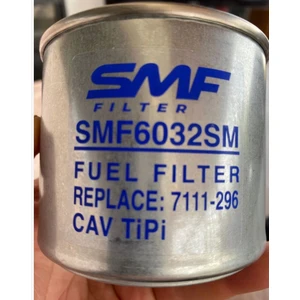 SMF
FILTER
SMF6032SM
FUEL FILTER
REPLACE: 7111-296
CAV TiPi